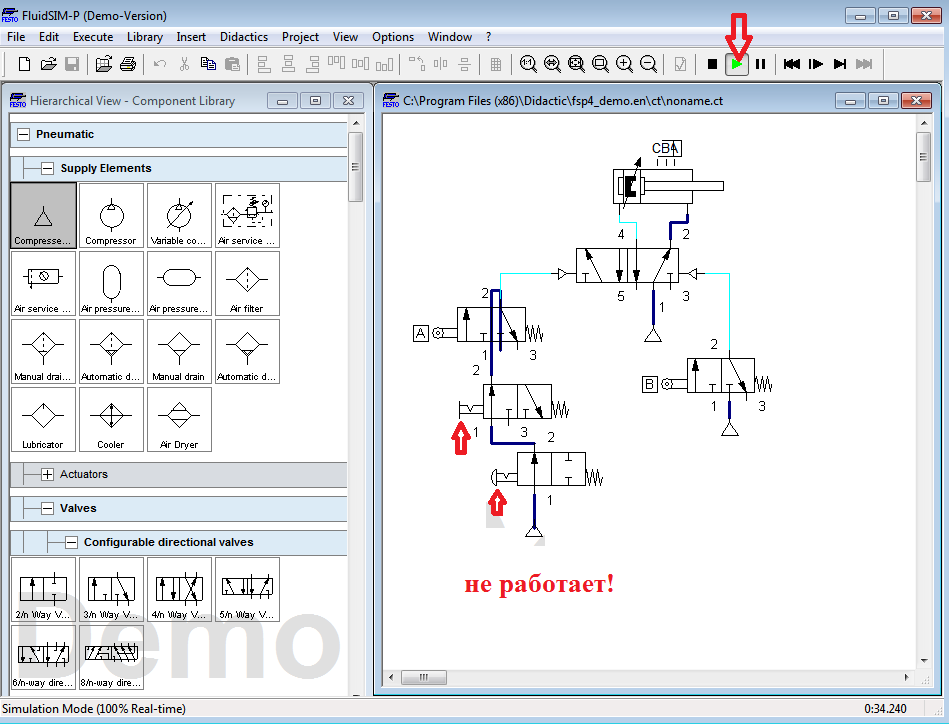 FluidSIM-P (Demo-Version)
File Edit Execute Library Insert Didactics Project View Options Window ?
1:1
Hierarchical View - Component Library
C:\Program Files (x86)\Didactic\fsp4_demo.en\ct\noname.ct
Pneumatic
Supply Elements
Compresse... Compressor Variable co... Air service ...
Air service ... Air pressure... Air pressure... Air filter
Manual drai... Automatic d... Manual drain Automatic d...
Lubricator Cooler Air Dryer
Actuators
Valves
Configurable directional valves
2/n Way V... 3/n Way V... 4/n Way V... 5/n Way V...
6/n-way dire... 8/n-way dire...
Demo
CBA
4 2
5 3
1
2
A
1 3
2
B
1 3
2
1 3
2
1
не работает!
Simulation Mode (100% Real-time) 0:34.240